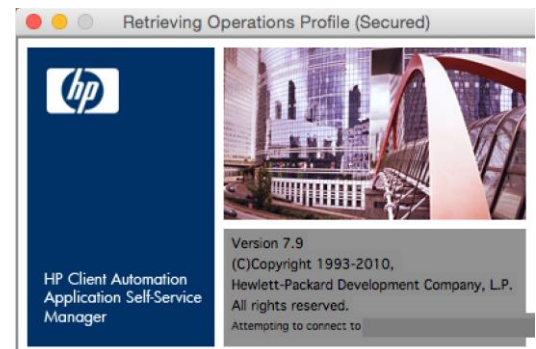 Retrieving Operations Profile (Secured)
hp
HP Client Automation
Application Self-Service
Manager
Version 7.9
(C)Copyright 1993-2010,
Hewlett-Packard Development Company, L.P.
All rights reserved.
Attempting to connect to